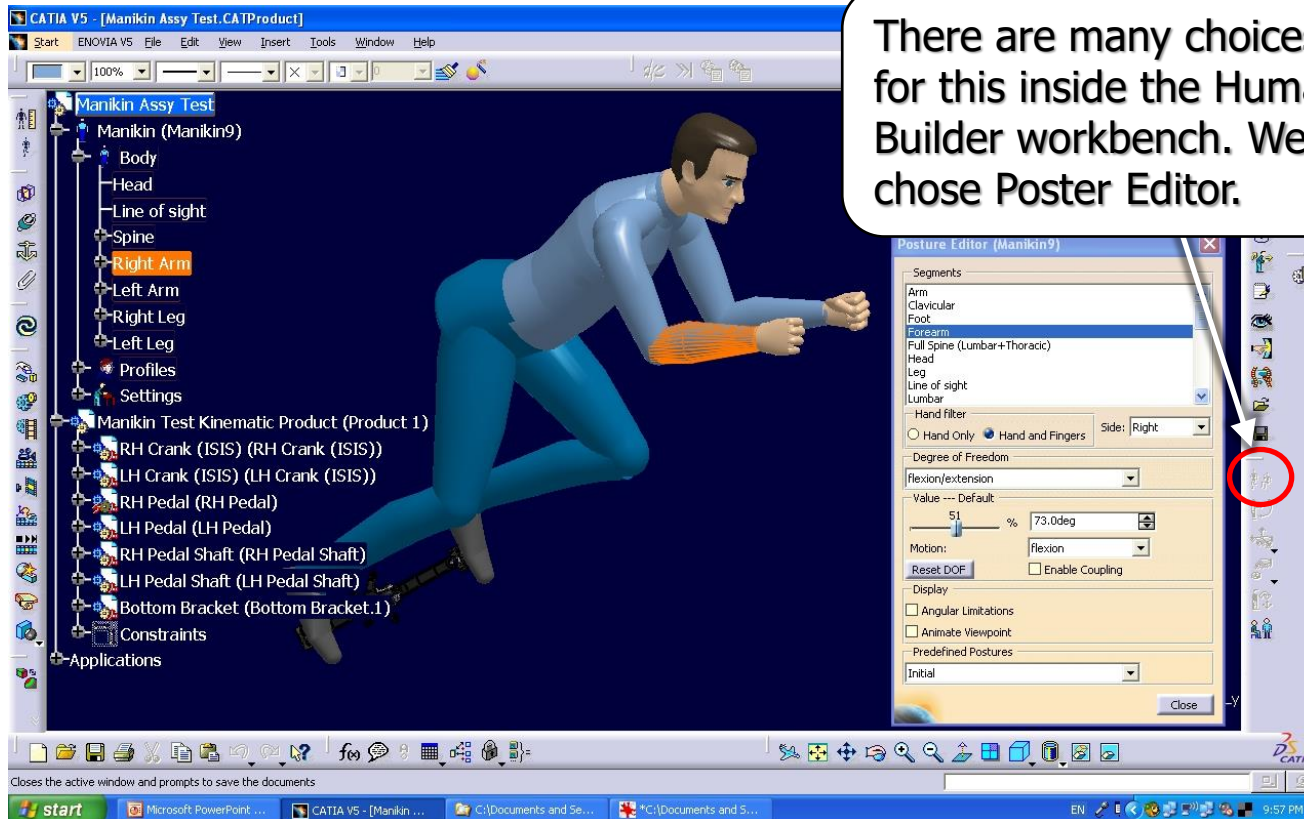 CATIA V5 - [Manikin Assy Test.CATProduct]
Start ENOVIA V5 File Edit View Insert Tools Window Help
100%
There are many choices
for this inside the Huma
Builder workbench. We
chose Poster Editor.
Manikin Assy Test
Manikin (Manikin9)
Body
Head
Line of sight
Spine
Right Arm
Left Arm
Right Leg
Left Leg
Profiles
Settings
Manikin Test Kinematic Product (Product 1)
RH Crank (ISIS) (RH Crank (ISIS))
LH Crank (ISIS) (LH Crank (ISIS))
RH Pedal (RH Pedal)
LH Pedal (LH Pedal)
RH Pedal Shaft (RH Pedal Shaft)
LH Pedal Shaft (LH Pedal Shaft)
Bottom Bracket (Bottom Bracket.1)
Constraints
Applications
Posture Editor (Manikin9)
Segments
Arm
Clavicular
Foot
Forearm
Full Spine (Lumbar+Thoracic)
Head
Leg
Line of sight
Lumbar
Hand filter
Hand Only Hand and Fingers Side: Right
Degree of Freedom
flexion/extension
Value --- Default
51 % 73.0deg
Motion: flexion
Reset DOF Enable Coupling
Display
Angular Limitations
Animate Viewpoint
Predefined Postures
Initial
Close
y
f(x)
CATI
Closes the active window and prompts to save the documents
start Microsoft PowerPoint ... CATIA V5 - [Manikin ... C:\Documents and Se... *C:\Documents and S... EN 9:57 PM